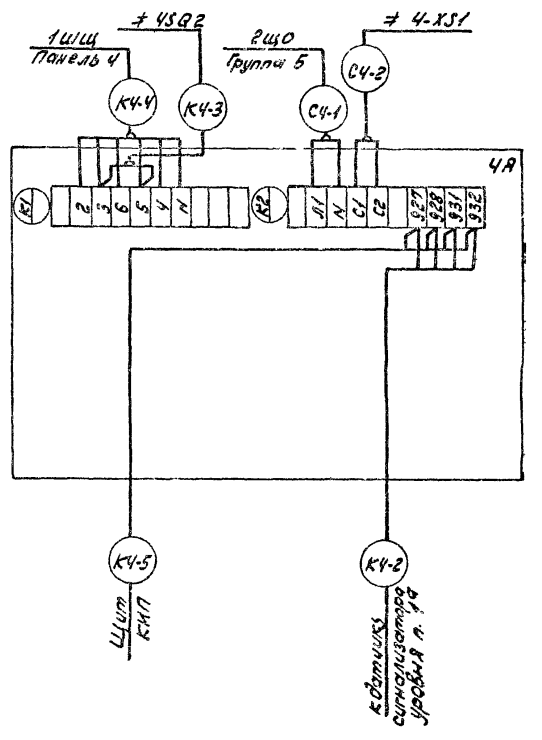 ≠ 4SQ2
≠ 4-XS1
1ШЩ
Панель 4
2ЩО
Группа 5
К4-4
К4-3
С4-1
С4-2
4А
К1
2
3
6
5
4
N
К2
Л1
N
С1
С2
927
928
931
932
К4-5
К4-2
Щит
КИП
к датчику
сигнализатора
уровня п. 19